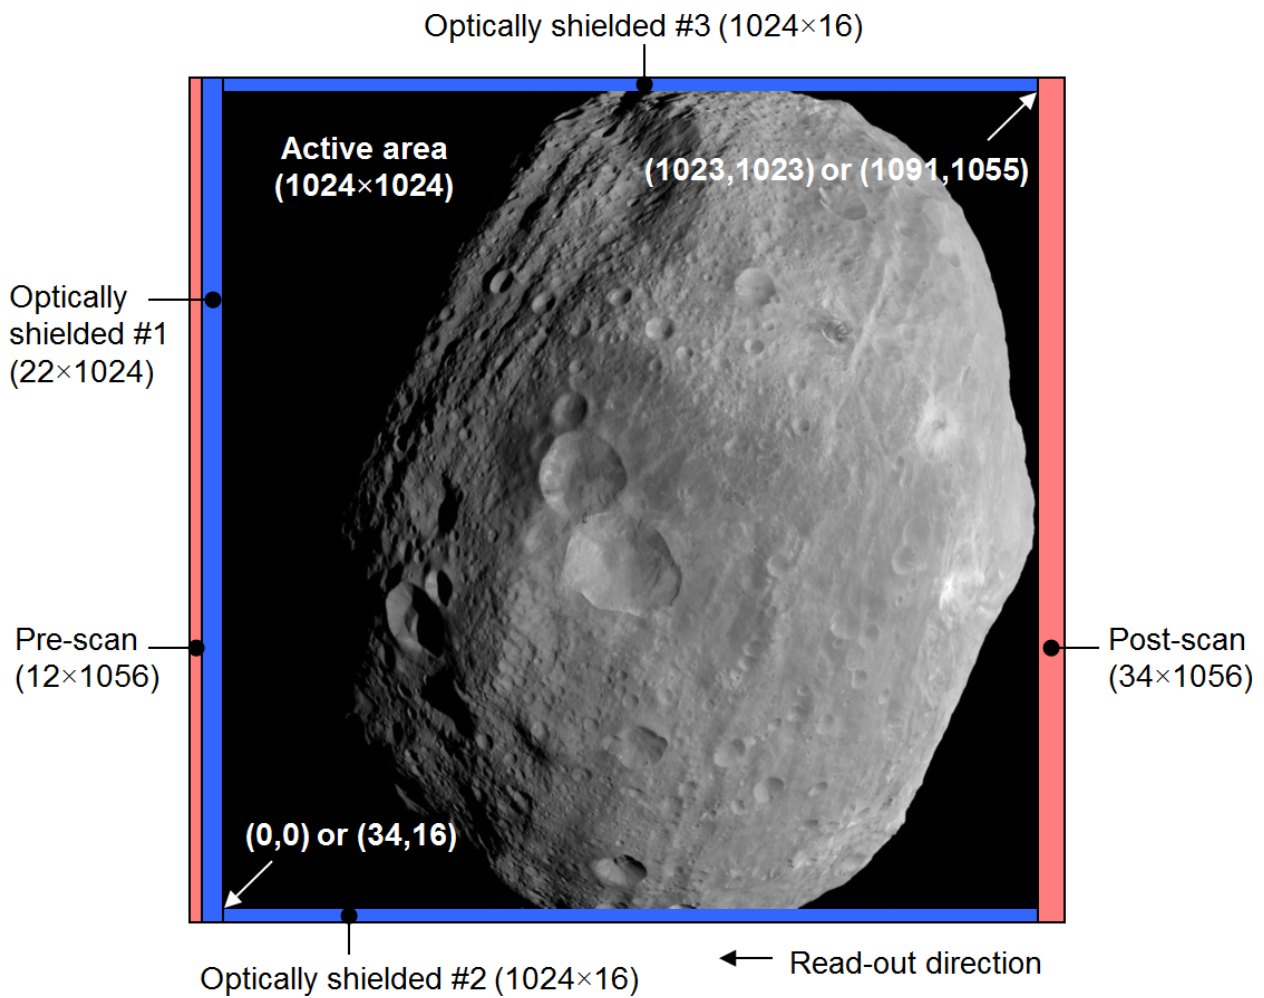 Optically shielded #3 (1024×16)
Active area
(1024×1024)
(1023,1023) or (1091,1055)
Optically
shielded #1
(22×1024)
Pre-scan
(12×1056)
Post-scan
(34×1056)
(0,0) or (34,16)
Optically shielded #2 (1024×16)
Read-out direction